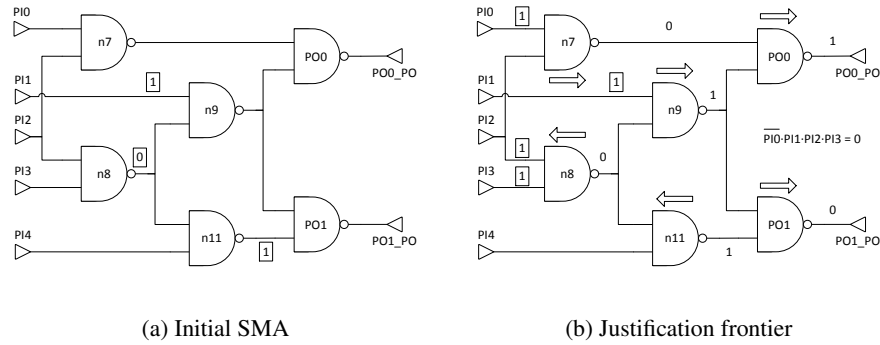 PI0
n7
PO0
PO0_PO
PI1
1
n9
PI2
0
PI3
n8
PI4
n11
1
PO1
PO1_PO
(a) Initial SMA
PI0
1
n7
0
PO0
1
PO0_PO
PI1
1
n9
1
PI2
PI0·PI1·PI2·PI3 = 0
1
PI3
1
n8
0
PI4
n11
1
PO1
0
PO1_PO
(b) Justification frontier